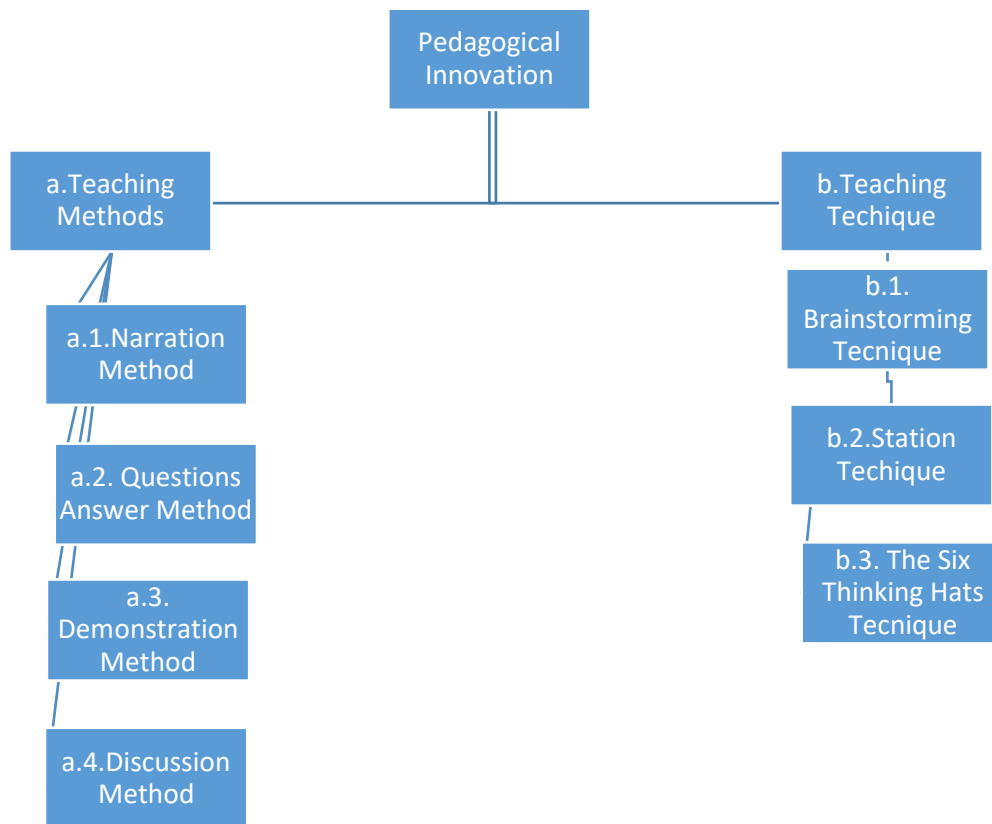 Pedagogical
Innovation
a.Teaching
Methods
b.Teaching
Techique
a.1.Narration
Method
a.2. Questions
Answer Method
a.3.
Demonstration
Method
a.4.Discussion
Method
b.1.
Brainstorming
Tecnique
b.2.Station
Techique
b.3. The Six
Thinking Hats
Tecnique